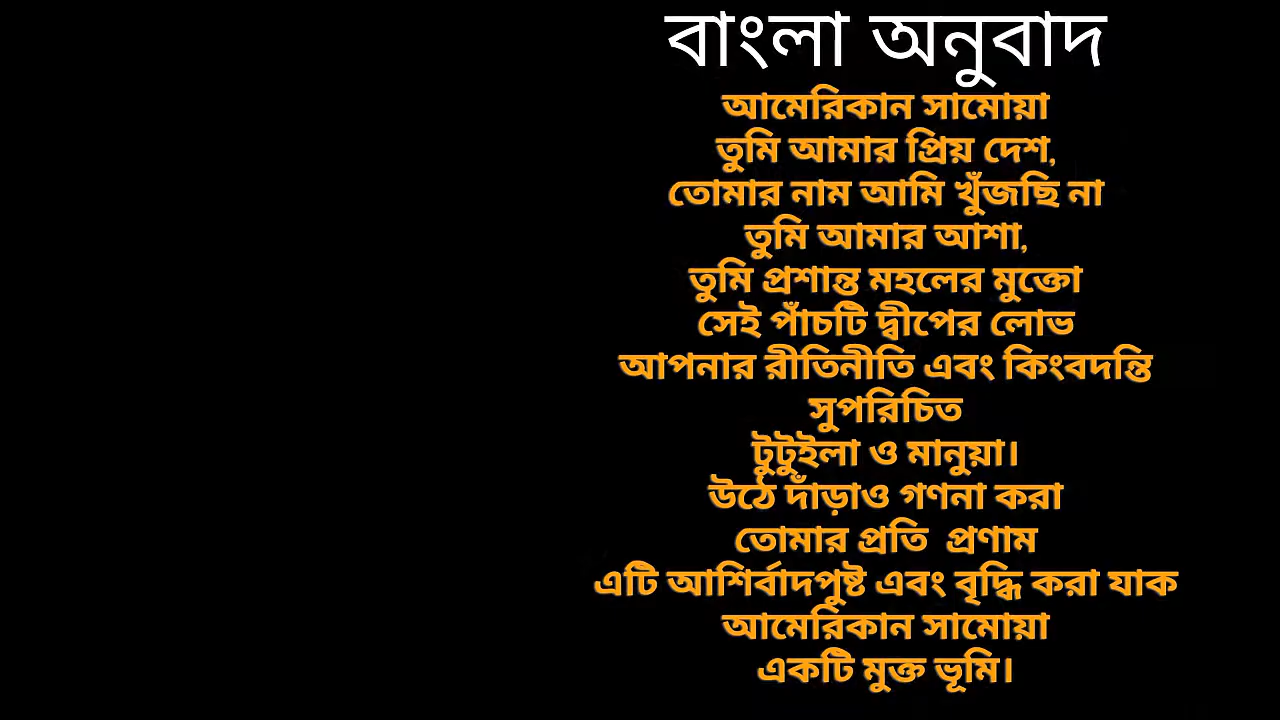 বাংলা অনুবাদ
আমেরিকান সামোয়া
তুমি আমার প্রিয় দেশ,
তোমার নাম আমি খুঁজছি না
তুমি আমার আশা,
তুমি প্রশান্ত মহলের মুক্তো
সেই পাঁচটি দ্বীপের লোভ
আপনার রীতিনীতি এবং কিংবদন্তি
সুপরিচিত
টুটুইলা ও মানুয়া।
উঠে দাঁড়াও গণনা করা
তোমার প্রতি  প্রণাম
এটি আশির্বাদপুষ্ট এবং বৃদ্ধি করা যাক
আমেরিকান সামোয়া
একটি মুক্ত ভূমি।